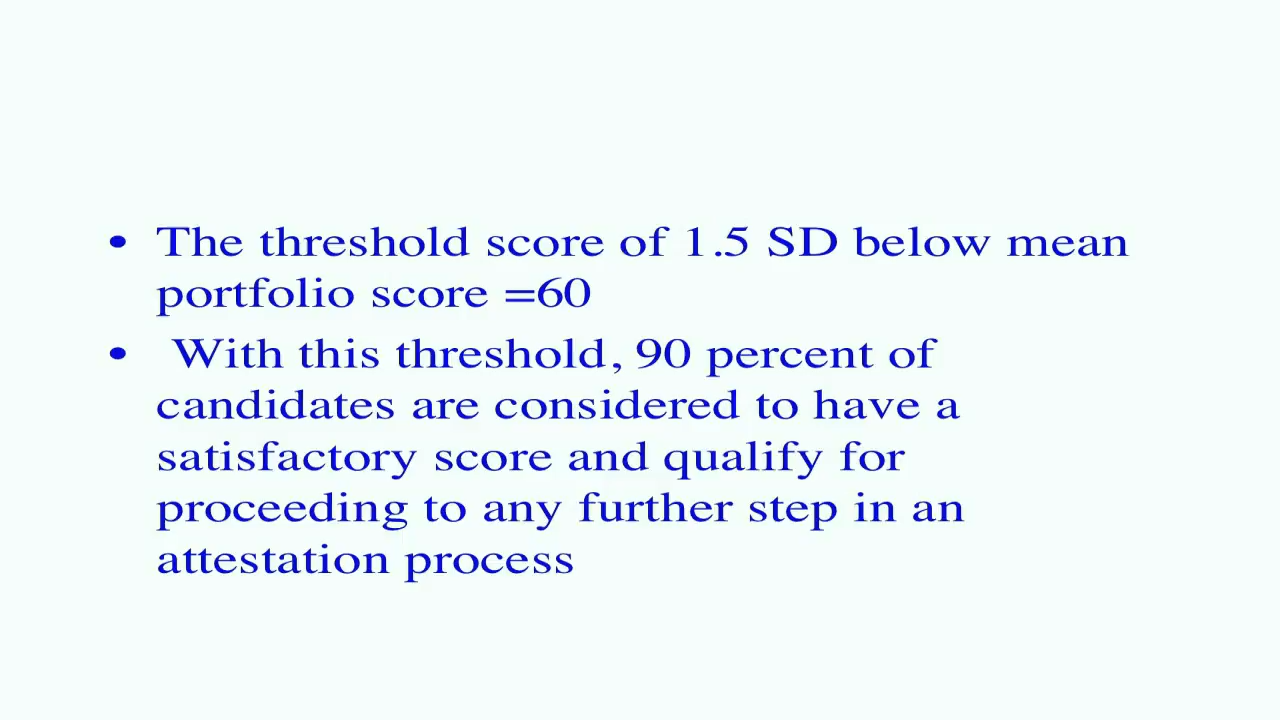 • The threshold score of 1.5 SD below mean
portfolio score =60
• With this threshold, 90 percent of
candidates are considered to have a
satisfactory score and qualify for
proceeding to any further step in an
attestation process